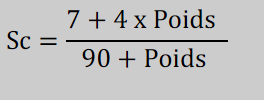 7 + 4 x Poids
Sc =
90 + Poids